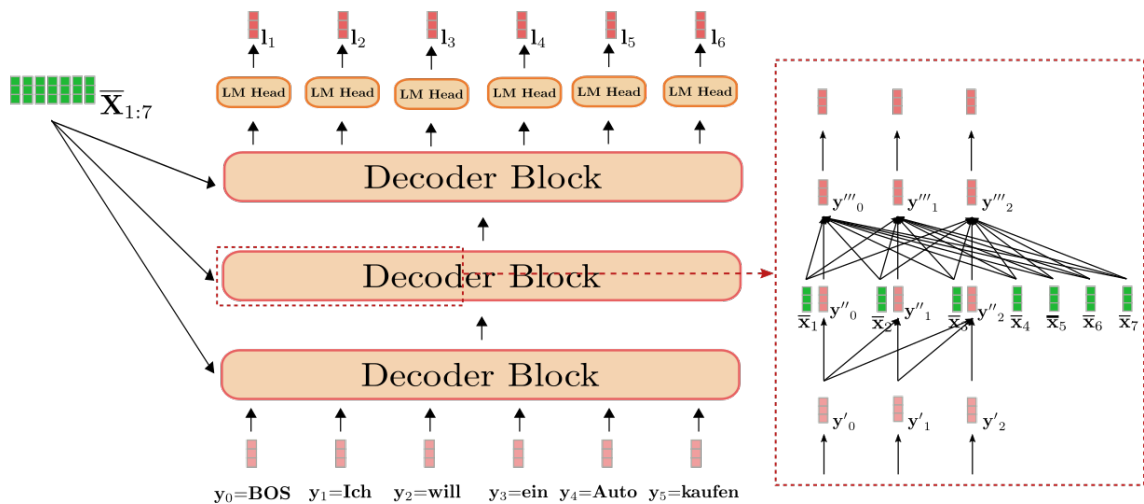 l₁ l₂ l₃ l₄ l₅ l₆
LM Head LM Head LM Head LM Head LM Head LM Head
X̅₁:₇
Decoder Block
Decoder Block
Decoder Block
y₀=BOS y₁=Ich y₂=will y₃=ein y₄=Auto y₅=kaufen
y‴₀ y‴₁ y‴₂
x̅₁ y″₀ x̅₂ y″₁ x̅₃ y″₂ x̅₄ x̅₅ x̅₆ x̅₇
y′₀ y′₁ y′₂